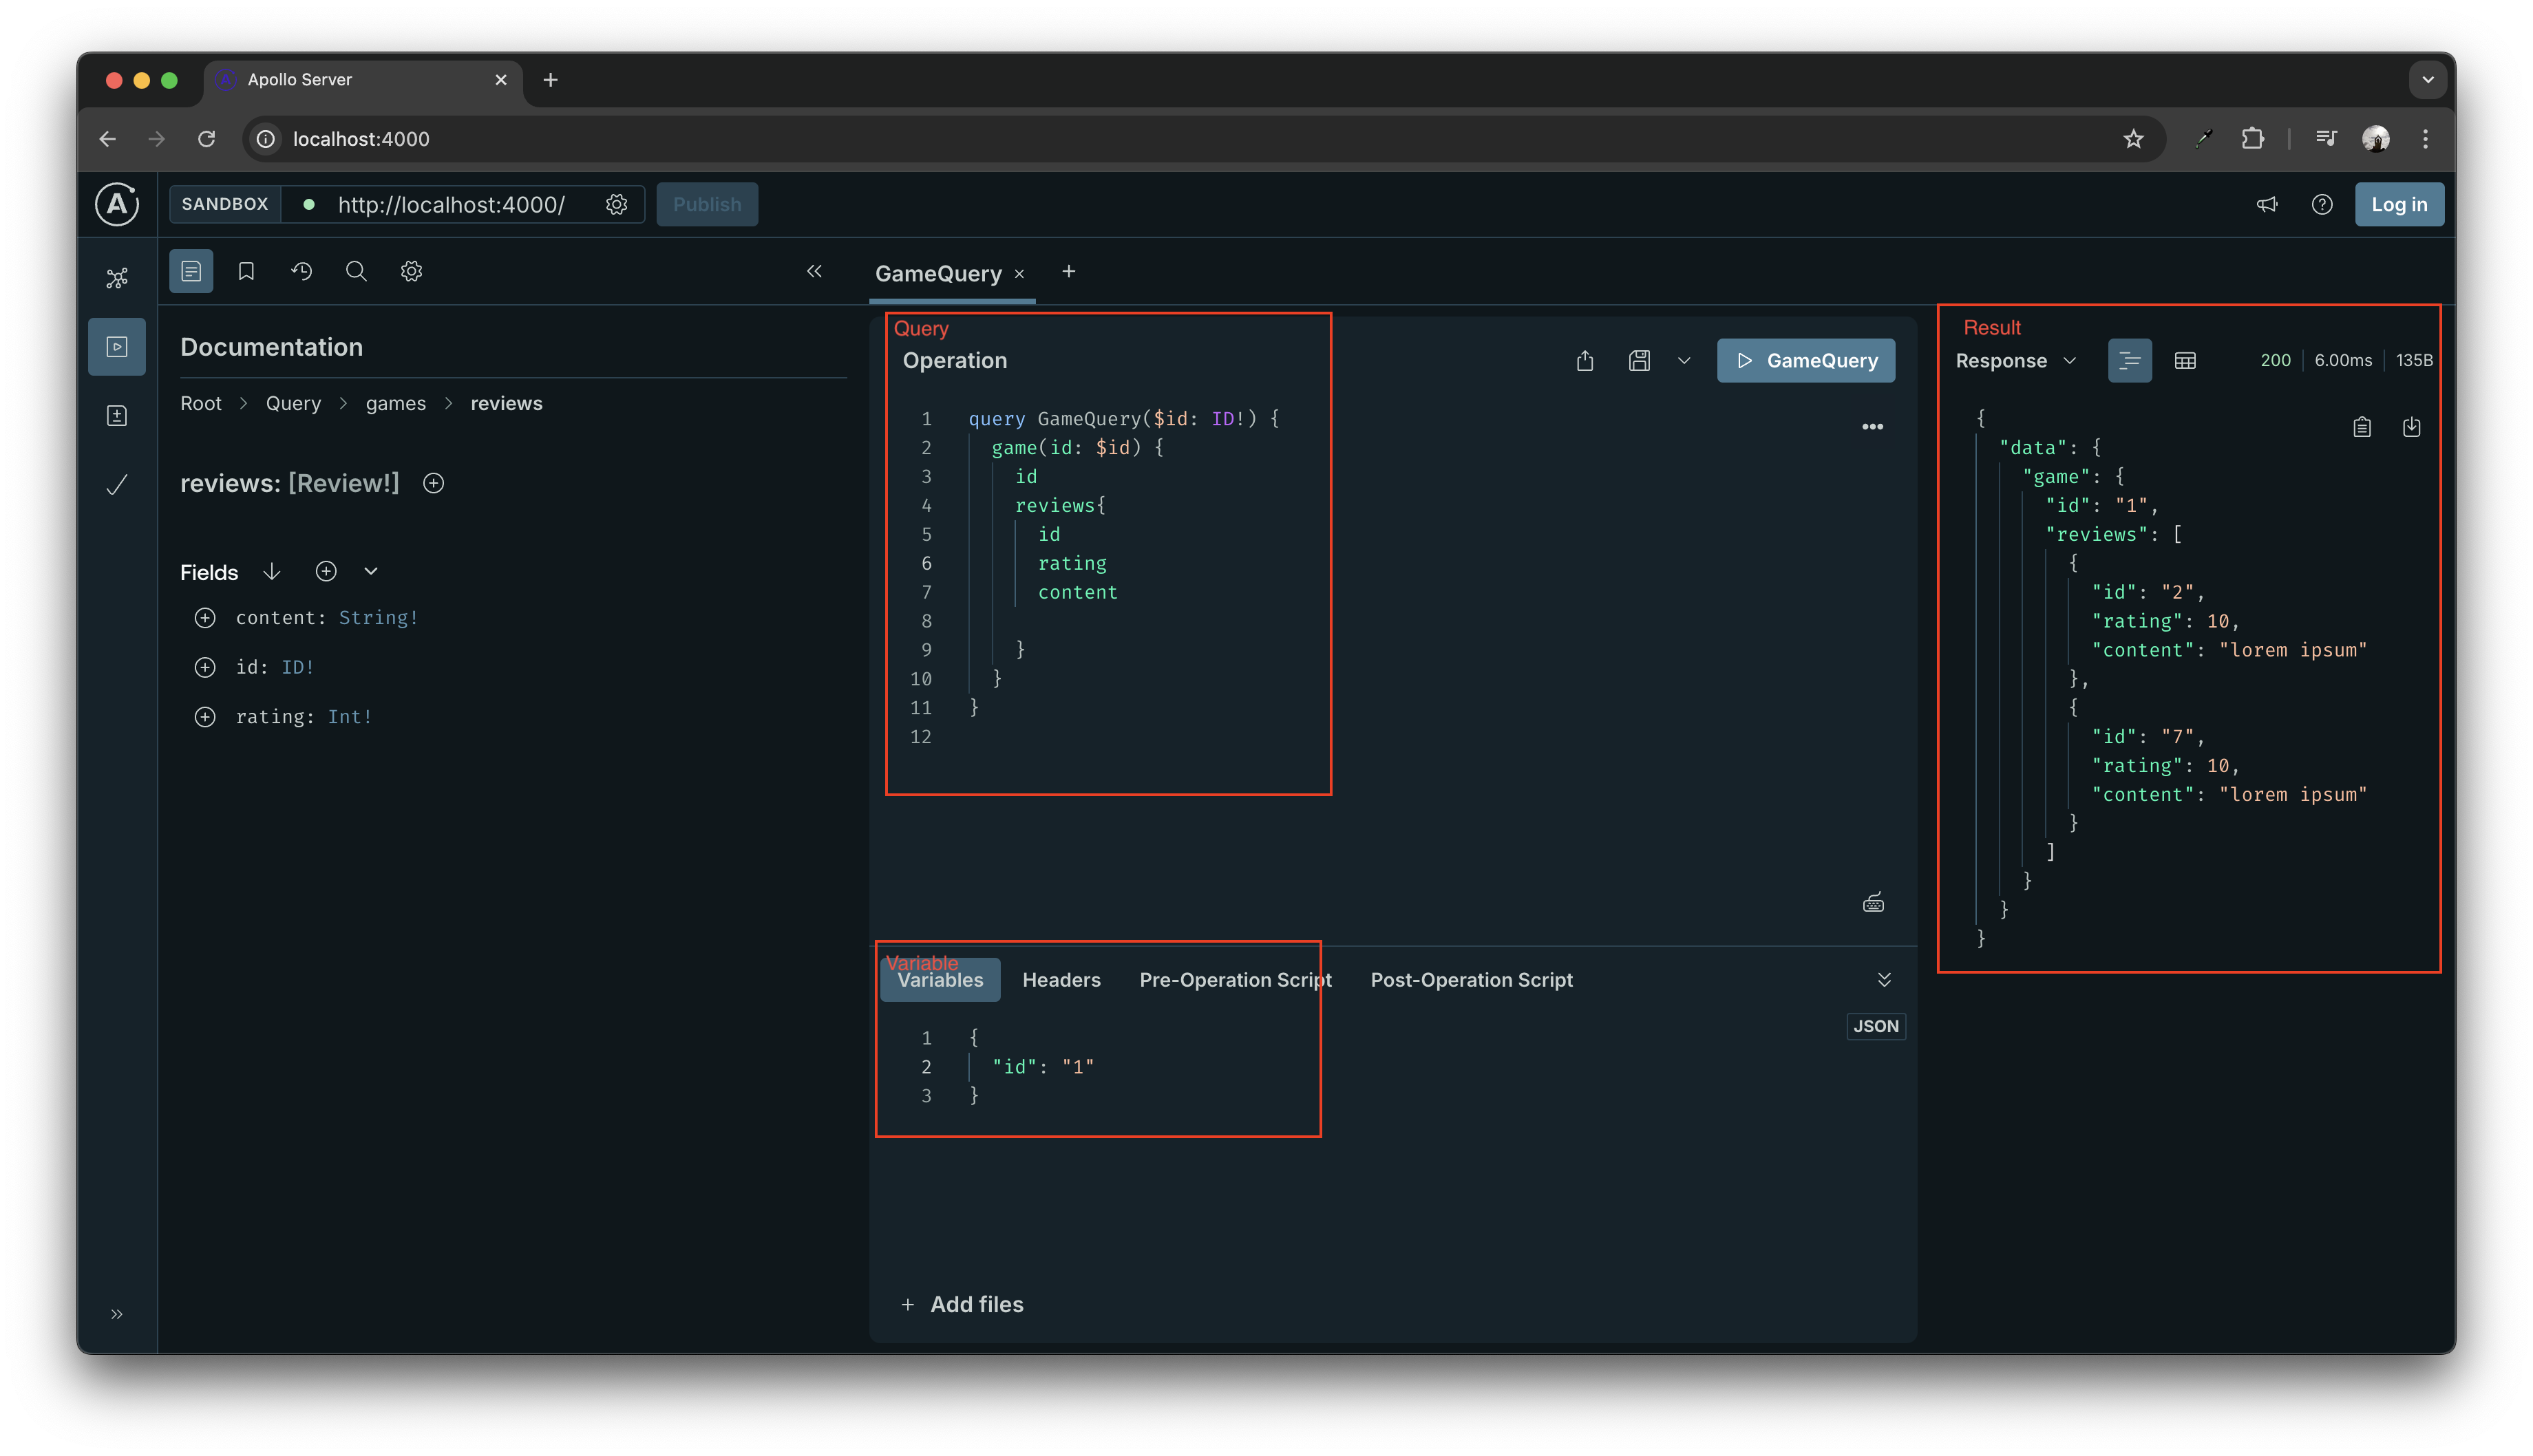 Apollo Server
localhost:4000
SANDBOX
http://localhost:4000/
Publish
Log in
Documentation
Root > Query > games > reviews
reviews: [Review!]
Fields
content: String!
id: ID!
rating: Int!
GameQuery
Query
Operation
GameQuery
1 query GameQuery($id: ID!) {
2 game(id: $id) {
3 id
4 reviews{
5 id
6 rating
7 content
8
9 }
10 }
11 }
12
Variable
Variables Headers Pre-Operation Script Post-Operation Script
JSON
1 {
2 "id": "1"
3 }
+ Add files
Result
Response 200 6.00ms 135B
{
"data": {
"game": {
"id": "1",
"reviews": [
{
"id": "2",
"rating": 10,
"content": "lorem ipsum"
},
{
"id": "7",
"rating": 10,
"content": "lorem ipsum"
}
]
}
}
}